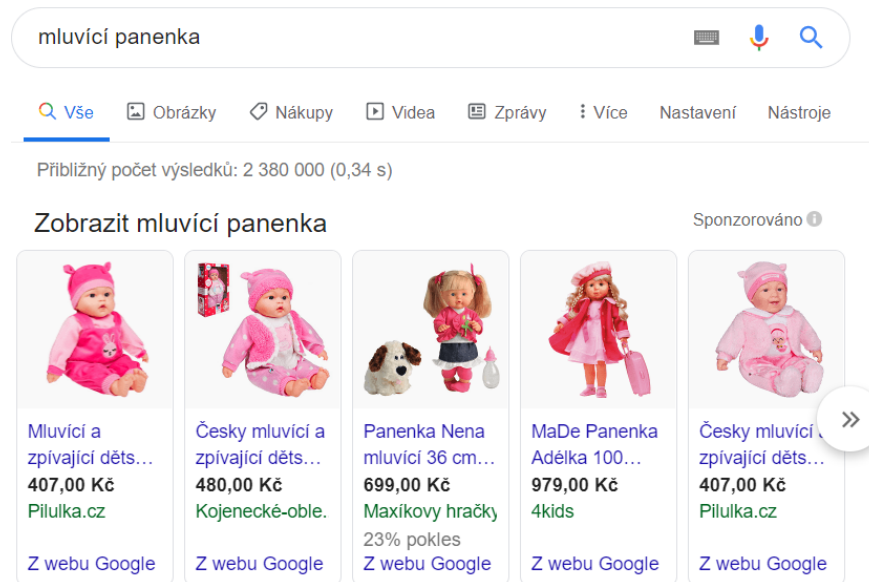 mluvící panenka
Vše
Obrázky
Nákupy
Videa
Zprávy
Více
Nastavení
Nástroje
Přibližný počet výsledků: 2 380 000 (0,34 s)
Zobrazit mluvící panenka
Sponzorováno
Mluvící a
zpívající děts...
407,00 Kč
Pilulka.cz
Z webu Google
Česky mluvící a
zpívající děts...
480,00 Kč
Kojenecké-oble.
Z webu Google
Panenka Nena
mluvící 36 cm...
699,00 Kč
Maxíkovy hračky
23% pokles
Z webu Google
MaDe Panenka
Adélka 100...
979,00 Kč
4kids
Z webu Google
Česky mluvící
zpívající děts...
407,00 Kč
Pilulka.cz
Z webu Google